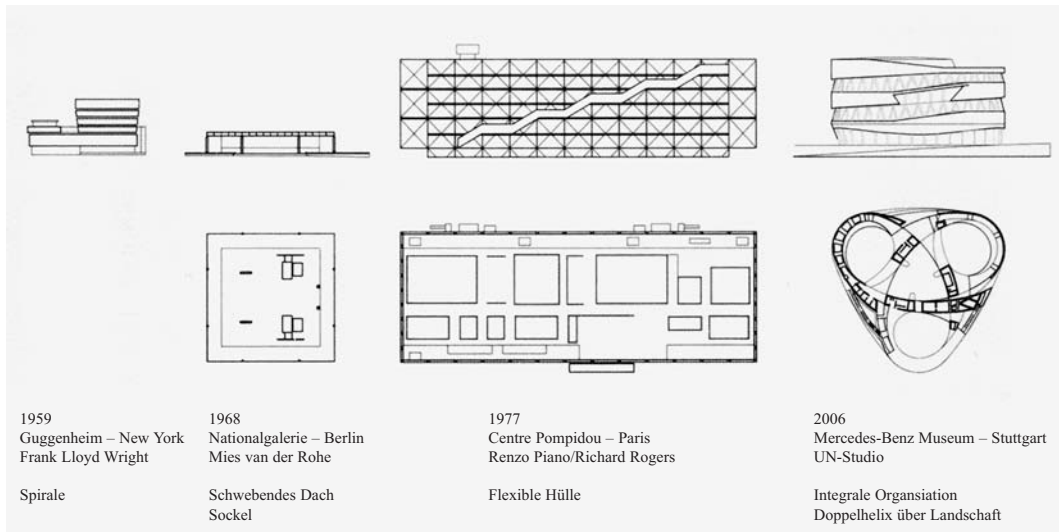 1959
Guggenheim – New York
Frank Lloyd Wright
Spirale
1968
Nationalgalerie – Berlin
Mies van der Rohe
Schwebendes Dach
Sockel
1977
Centre Pompidou – Paris
Renzo Piano/Richard Rogers
Flexible Hülle
2006
Mercedes-Benz Museum – Stuttgart
UN-Studio
Integrale Organsiation
Doppelhelix über Landschaft